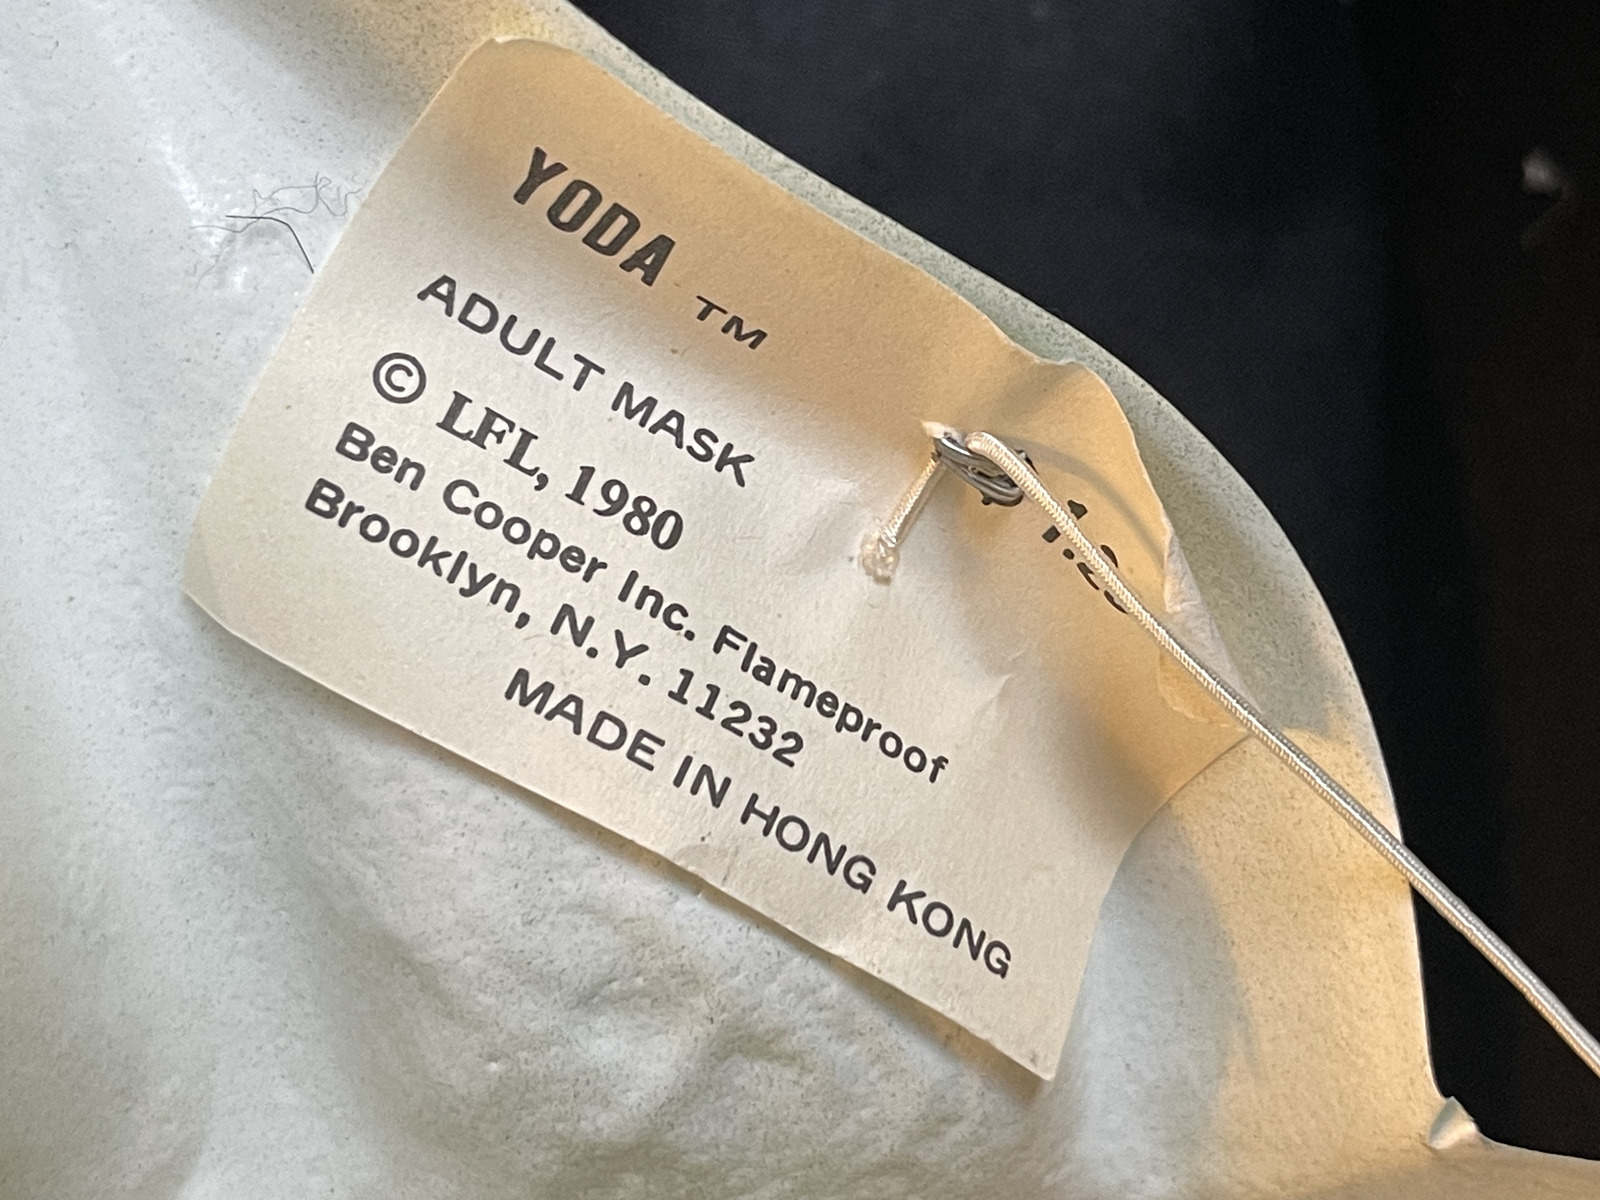 YODA ™
ADULT MASK
© LFL, 1980
Ben Cooper Inc. Flameproof
Brooklyn, N.Y. 11232
MADE IN HONG KONG